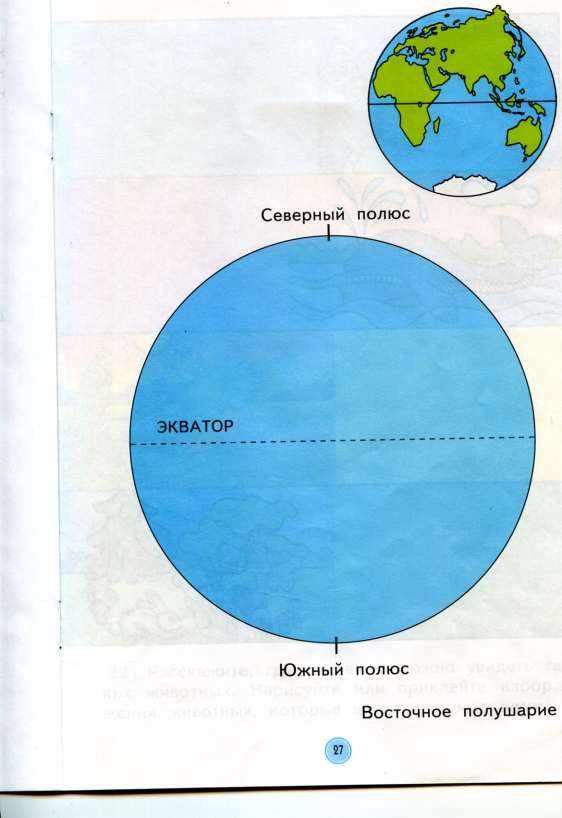 Северный полюс
ЭКВАТОР
Южный полюс
Восточное полушарие
27